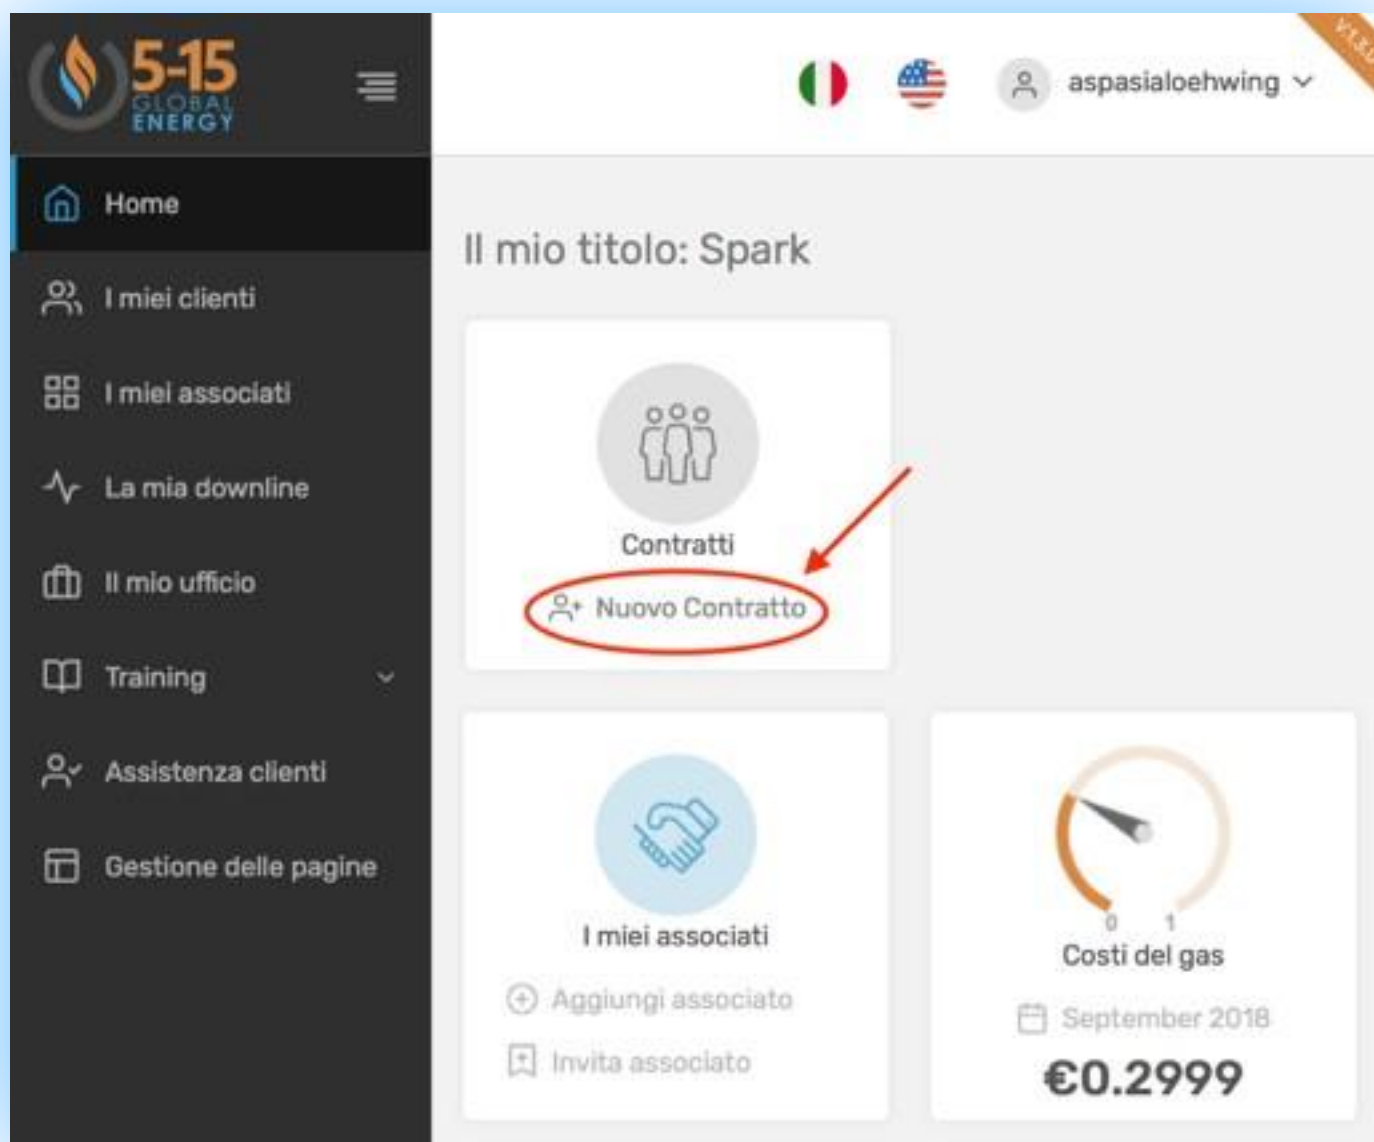 5-15
GLOBAL
ENERGY
aspasialoehwing
Home
I miei clienti
I miei associati
La mia downline
Il mio ufficio
Training
Assistenza clienti
Gestione delle pagine
Il mio titolo: Spark
Contratti
Nuovo Contratto
I miei associati
Aggiungi associato
Invita associato
0 1
Costi del gas
September 2018
€0.2999